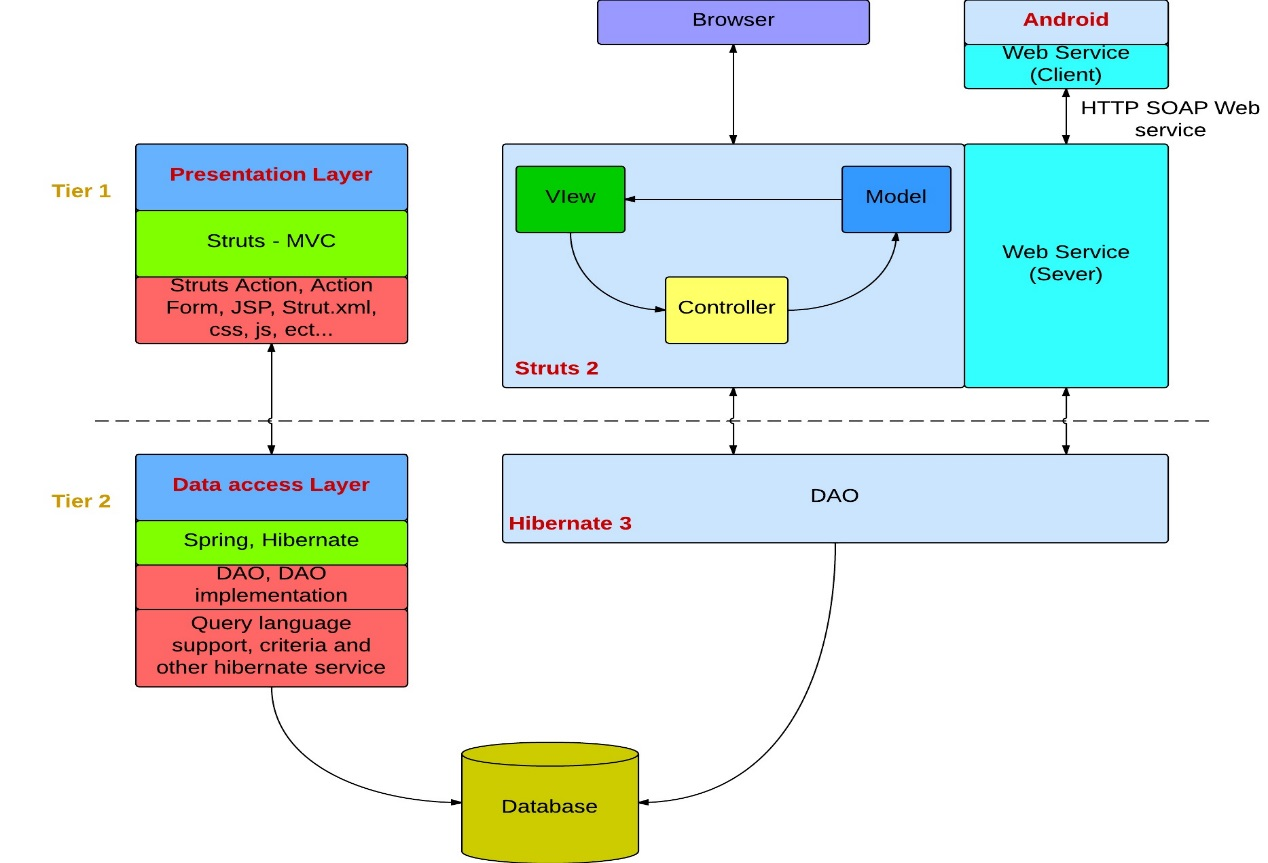 Browser
Android
Web Service
(Client)
HTTP SOAP Web
service
Tier 1
Presentation Layer
Struts - MVC
Struts Action, Action
Form, JSP, Strut.xml,
css, js, ect...
VIew
Model
Controller
Struts 2
Web Service
(Sever)
Tier 2
Data access Layer
Spring, Hibernate
DAO, DAO
implementation
Query language
support, criteria and
other hibernate service
DAO
Hibernate 3
Database